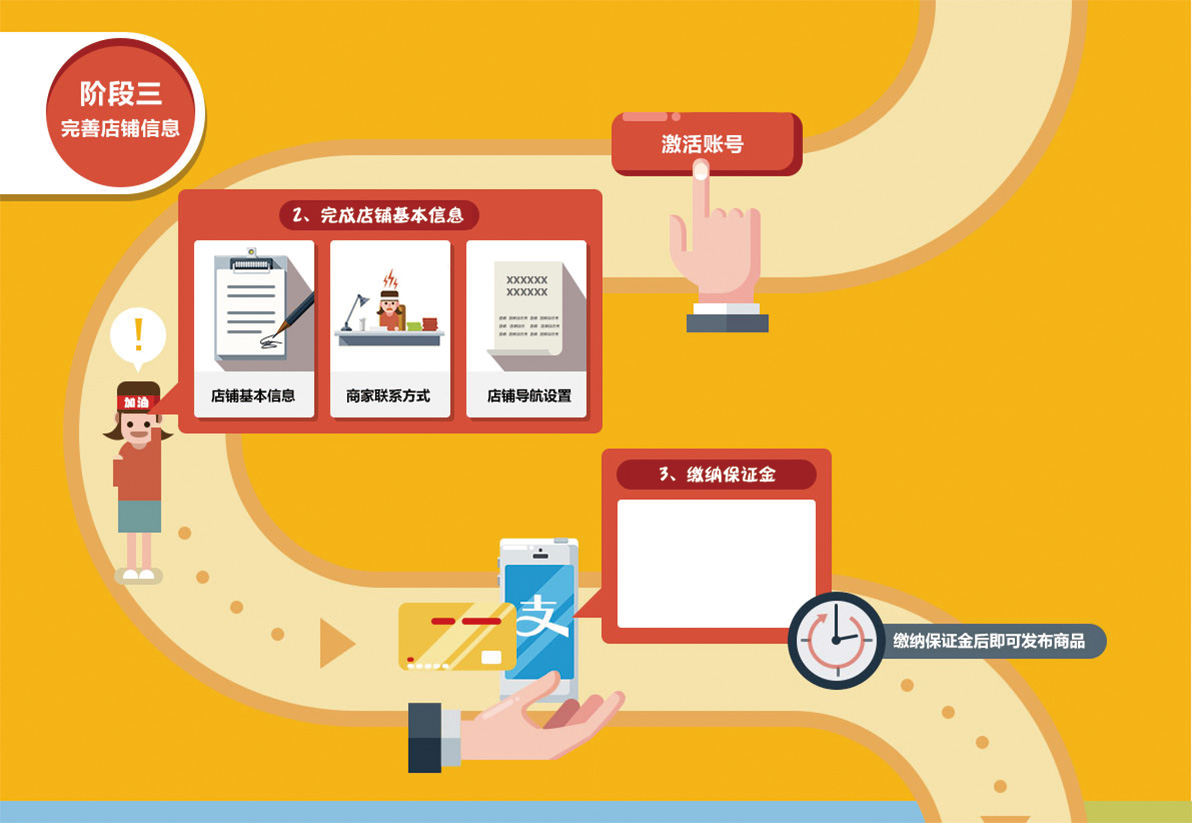 阶段三
完善店铺信息
激活账号
2、完成店铺基本信息
XXXXXX
XXXXXX
店铺基本信息
商家联系方式
店铺导航设置
!
加油
3、缴纳保证金
支
缴纳保证金后即可发布商品